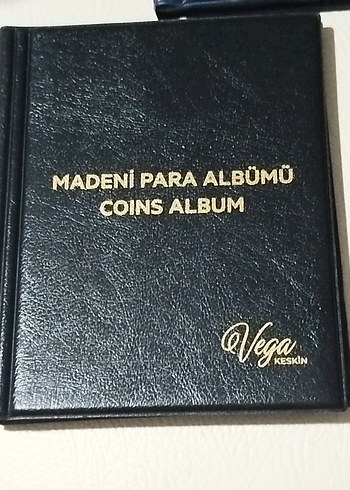 MADENİ PARA ALBÜMÜ
COINS ALBUM
Vega
KESKİN